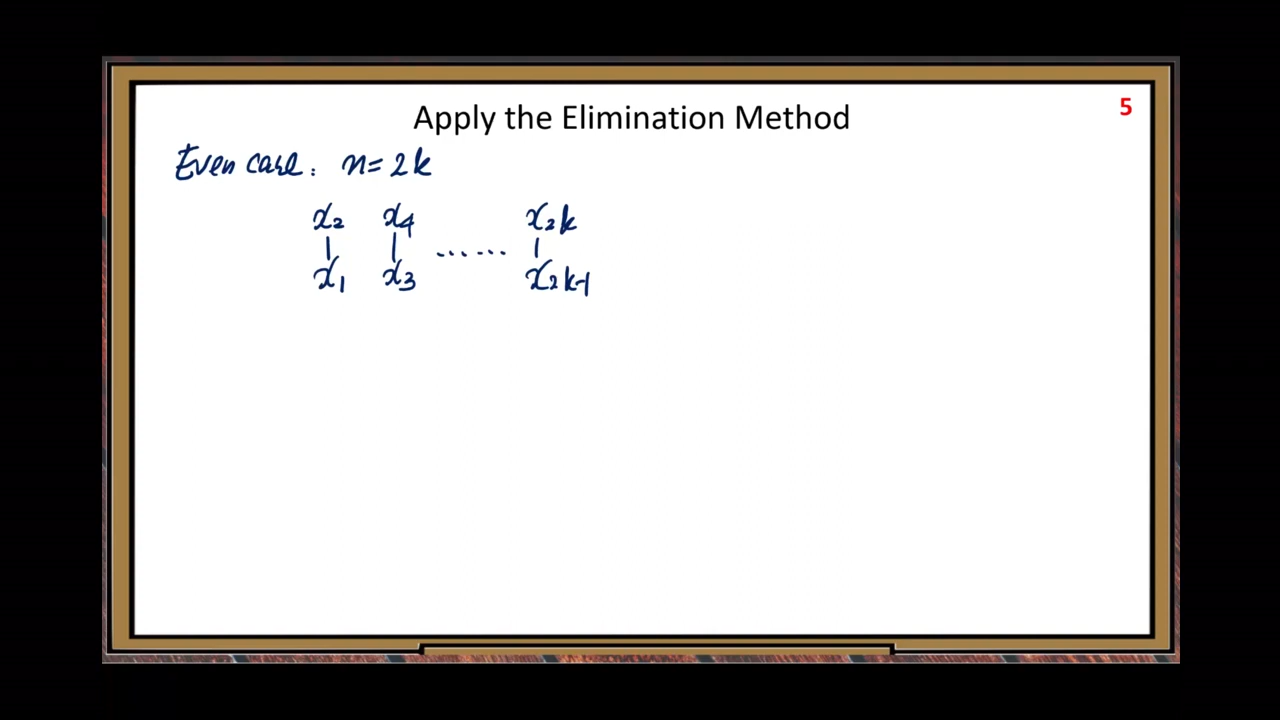 Apply the Elimination Method
5
Even case: n=2k
x₂ x₄ x₂k
......
x₁ x₃ x₂k-1